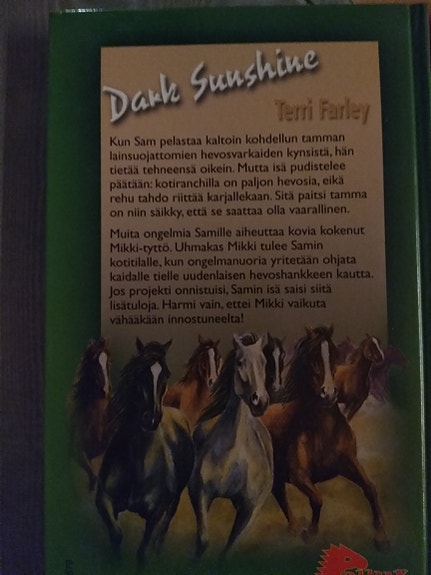 Dark Sunshine
Terri Farley
Kun Sam pelastaa kaltoin kohdellun tamman
lainsuojattomien hevosvarkaiden kynsistä, hän
tietää tehneensä oikein. Mutta isä pudistelee
päätään: kotiranchilla on paljon hevosia, eikä
rehu tahdo riittää karjallekaan. Sitä paitsi tamma
on niin säikky, että se saattaa olla vaarallinen.
Muita ongelmia Samille aiheuttaa kovia kokenut
Mikki-tyttö. Uhmakas Mikki tulee Samin
kotitilalle, kun ongelmanuoria yritetään ohjata
kaidalle tielle uudenlaisen hevoshankkeen kautta.
Jos projekti onnistuisi, Samin isä saisi siitä
lisätuloja. Harmi vain, ettei Mikki vaikuta
vähääkään innostuneelta!